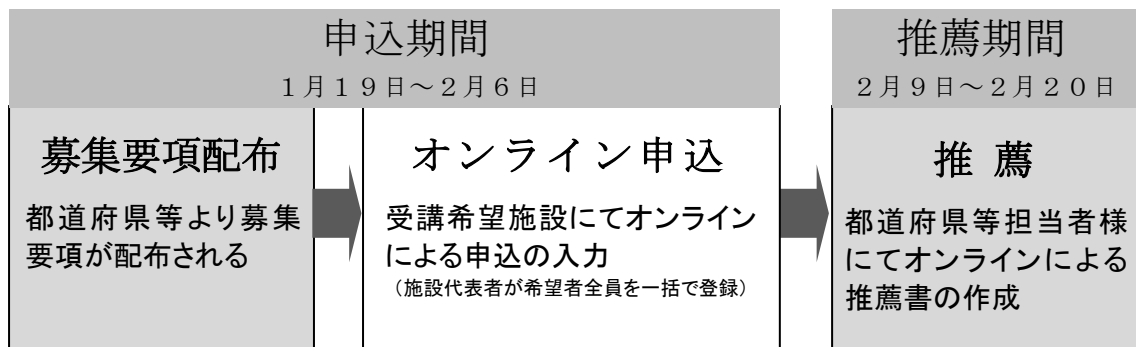 申込期間
１月１９日～２月６日
推薦期間
２月９日～２月２０日
募集要項配布
都道府県等より募集
要項が配布される
オンライン申込
受講希望施設にてオンライン
による申込の入力
（施設代表者が希望者全員を一括で登録）
推 薦
都道府県等担当者様
にてオンラインによる
推薦書の作成